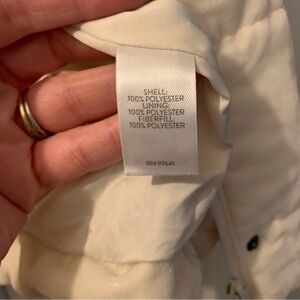 SHELL:
100% POLYESTER
LINING:
100% POLYESTER
FIBERFILL:
100% POLYESTER
RN 97641